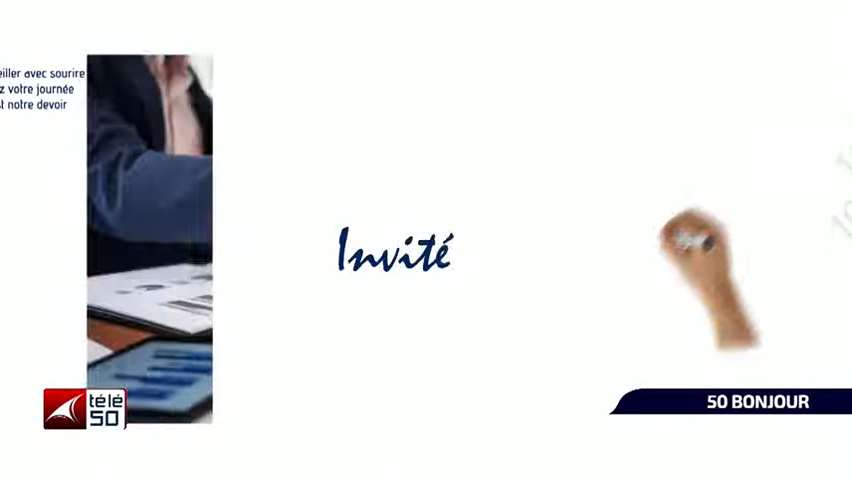 eiller avec sourire
z votre journée
t notre devoir
Invité
télé
50
50 BONJOUR